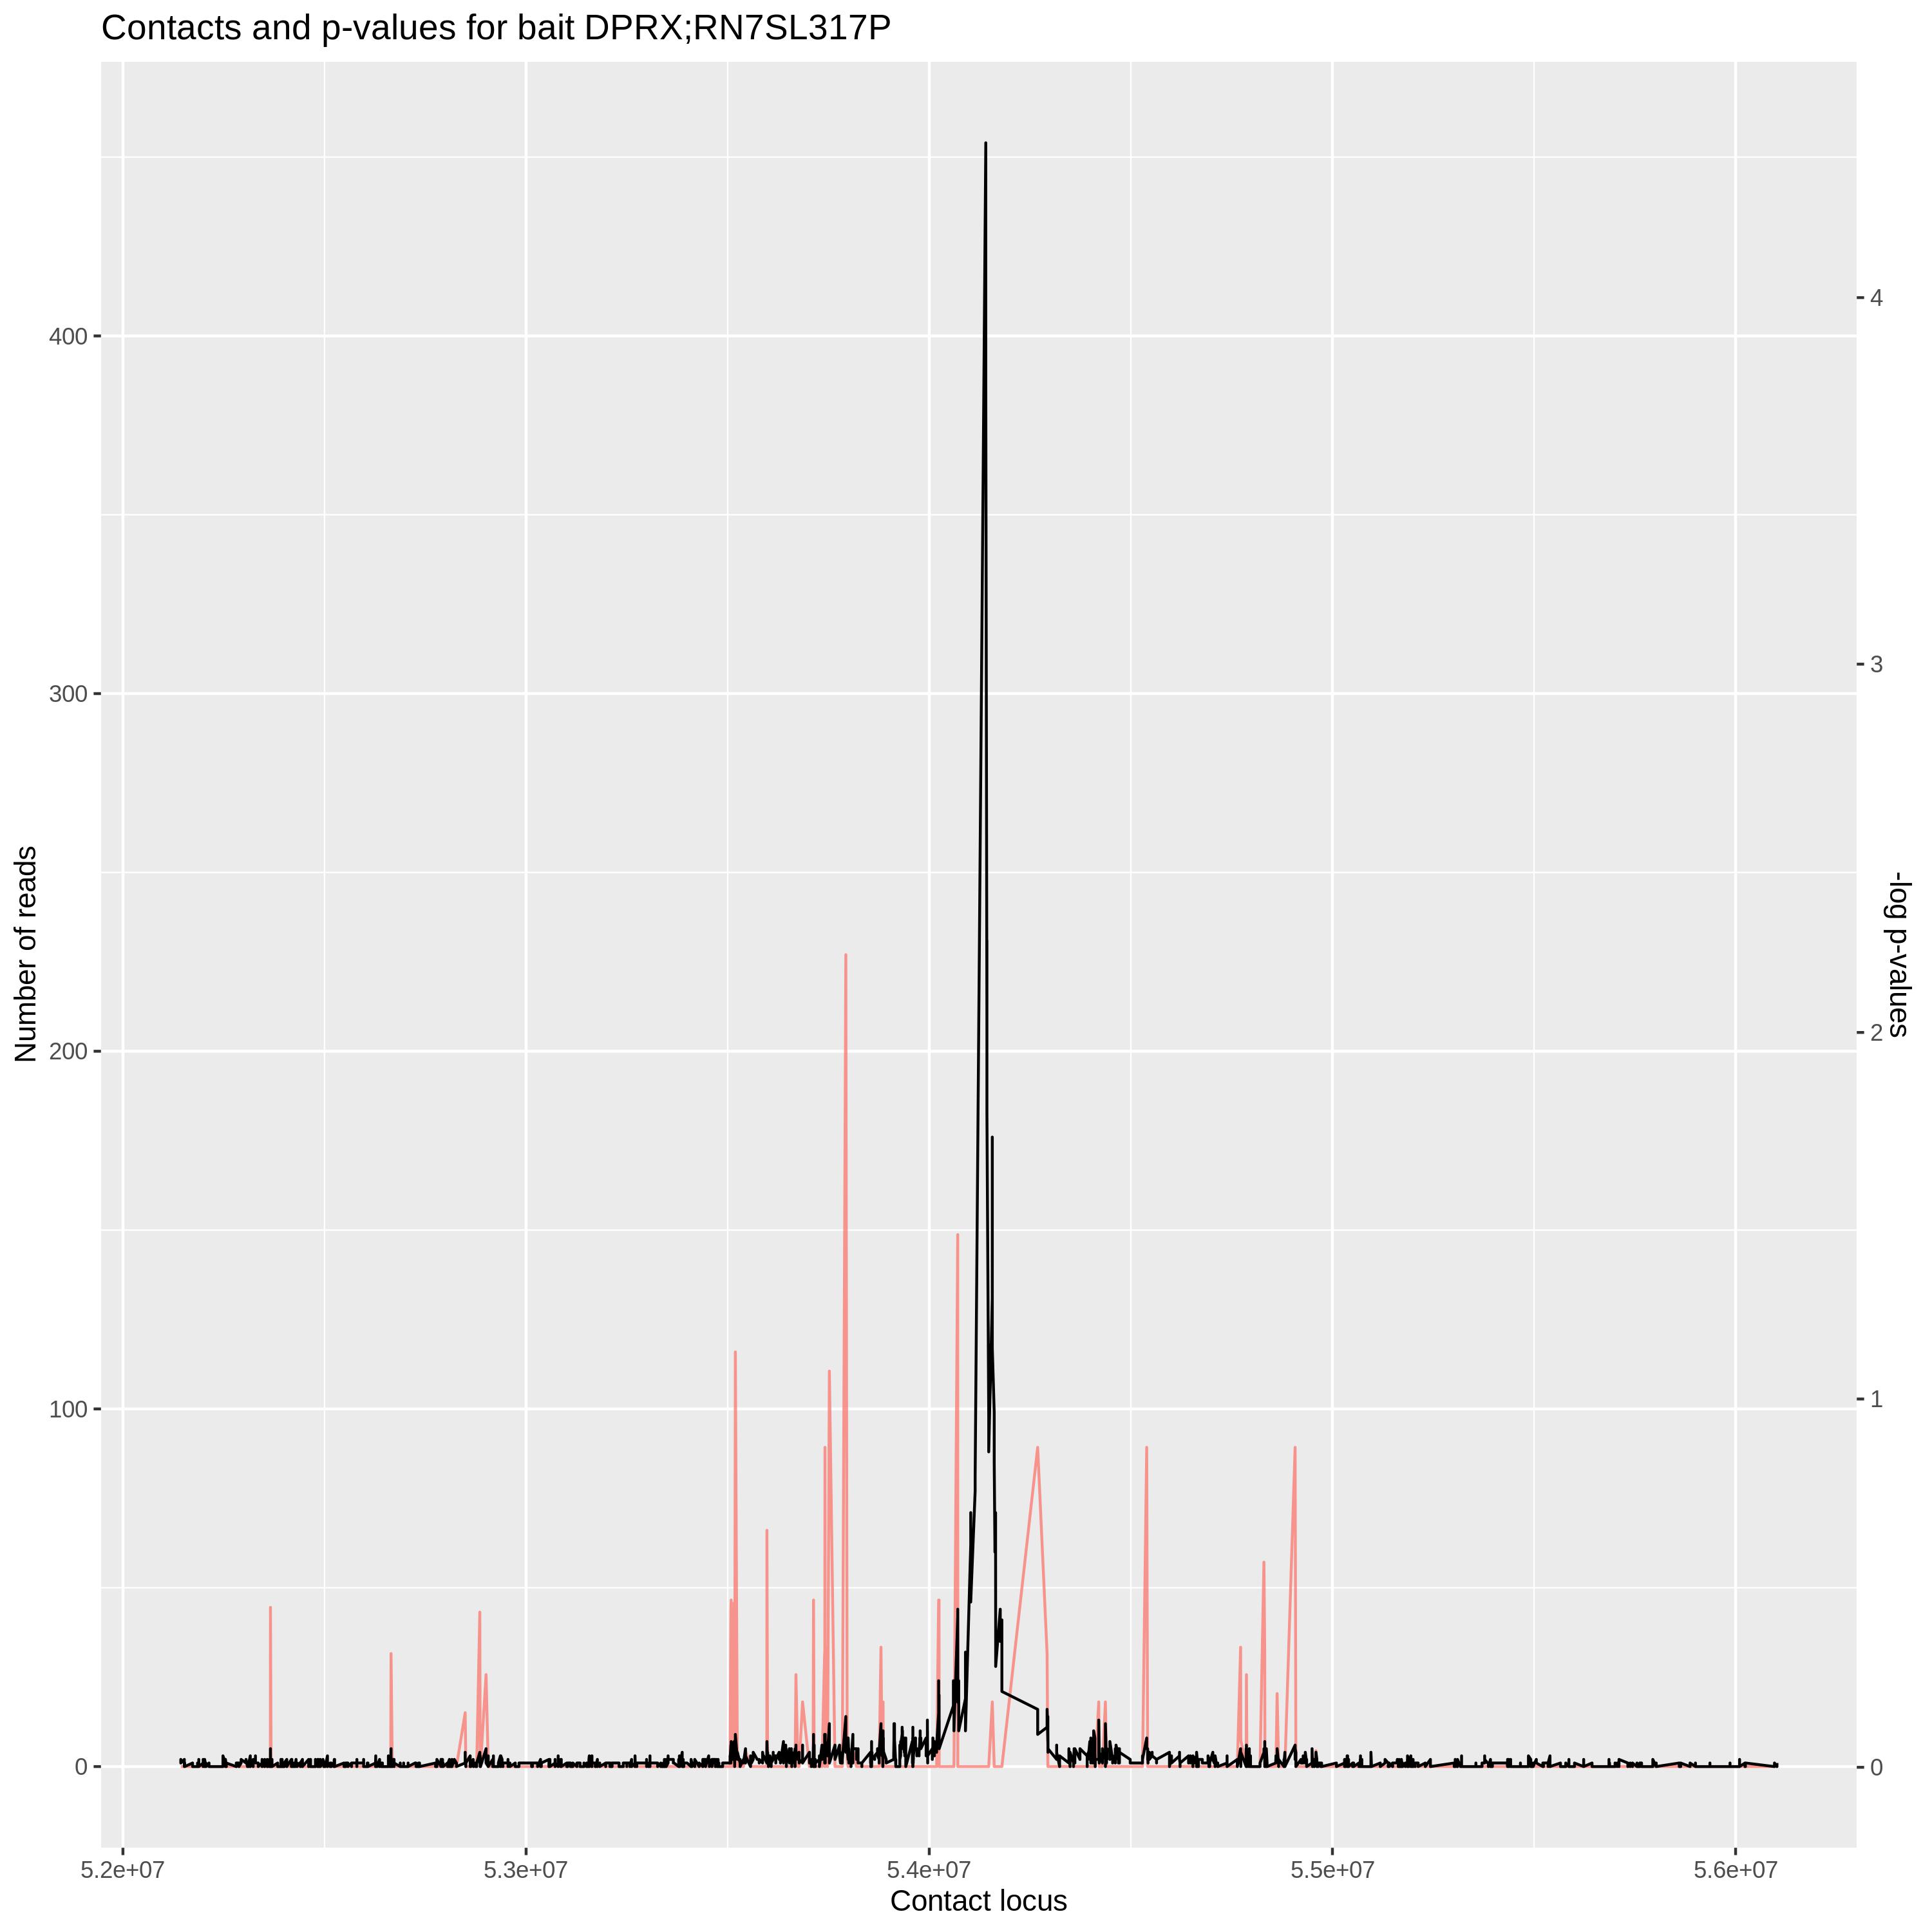 Contacts and p-values for bait DPRX;RN7SL317P
Number of reads
400
300
200
100
0
-log p-values
4
3
2
1
0
5.2e+07
5.3e+07
5.4e+07
5.5e+07
5.6e+07
Contact locus